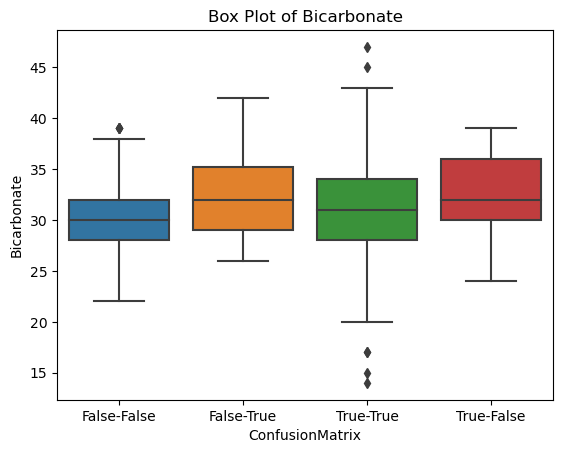 Box Plot of Bicarbonate
45
40
35
30
25
20
15
Bicarbonate
False-False False-True True-True True-False
ConfusionMatrix